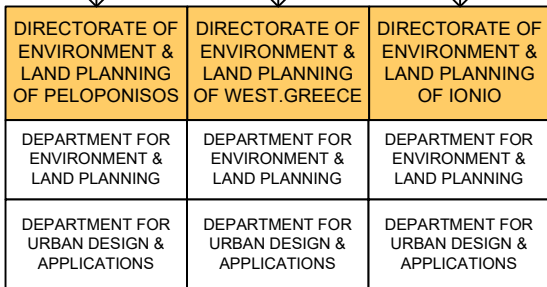 DIRECTORATE OF
ENVIRONMENT &
LAND PLANNING
OF PELOPONISOS
DIRECTORATE OF
ENVIRONMENT &
LAND PLANNING
OF WEST.GREECE
DIRECTORATE OF
ENVIRONMENT &
LAND PLANNING
OF IONIO
DEPARTMENT FOR
ENVIRONMENT &
LAND PLANNING
DEPARTMENT FOR
ENVIRONMENT &
LAND PLANNING
DEPARTMENT FOR
ENVIRONMENT &
LAND PLANNING
DEPARTMENT FOR
URBAN DESIGN &
APPLICATIONS
DEPARTMENT FOR
URBAN DESIGN &
APPLICATIONS
DEPARTMENT FOR
URBAN DESIGN &
APPLICATIONS